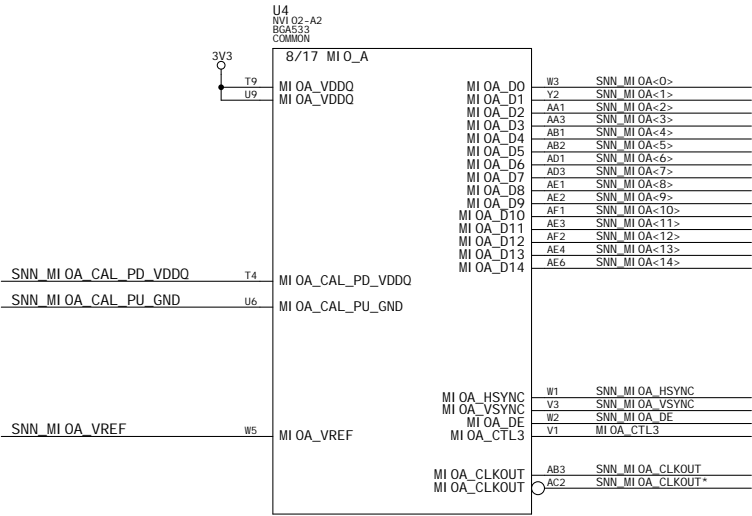 U4
NVIO2-A2
BGA533
COMMON
8/17 MIO_A
3V3
T9 MIOA_VDDQ
U9 MIOA_VDDQ
MIOA_D0 W3 SNN_MIOA<0>
MIOA_D1 Y2 SNN_MIOA<1>
MIOA_D2 AA1 SNN_MIOA<2>
MIOA_D3 AA3 SNN_MIOA<3>
MIOA_D4 AB1 SNN_MIOA<4>
MIOA_D5 AB2 SNN_MIOA<5>
MIOA_D6 AD1 SNN_MIOA<6>
MIOA_D7 AD3 SNN_MIOA<7>
MIOA_D8 AE1 SNN_MIOA<8>
MIOA_D9 AE2 SNN_MIOA<9>
MIOA_D10 AF1 SNN_MIOA<10>
MIOA_D11 AE3 SNN_MIOA<11>
MIOA_D12 AF2 SNN_MIOA<12>
MIOA_D13 AE4 SNN_MIOA<13>
MIOA_D14 AE6 SNN_MIOA<14>
SNN_MIOA_CAL_PD_VDDQ T4 MIOA_CAL_PD_VDDQ
SNN_MIOA_CAL_PU_GND U6 MIOA_CAL_PU_GND
MIOA_HSYNC W1 SNN_MIOA_HSYNC
MIOA_VSYNC V3 SNN_MIOA_VSYNC
MIOA_DE W2 SNN_MIOA_DE
SNN_MIOA_VREF W5 MIOA_VREF MIOA_CTL3 V1 MIOA_CTL3
MIOA_CLKOUT AB3 SNN_MIOA_CLKOUT
MIOA_CLKOUT AC2 SNN_MIOA_CLKOUT*